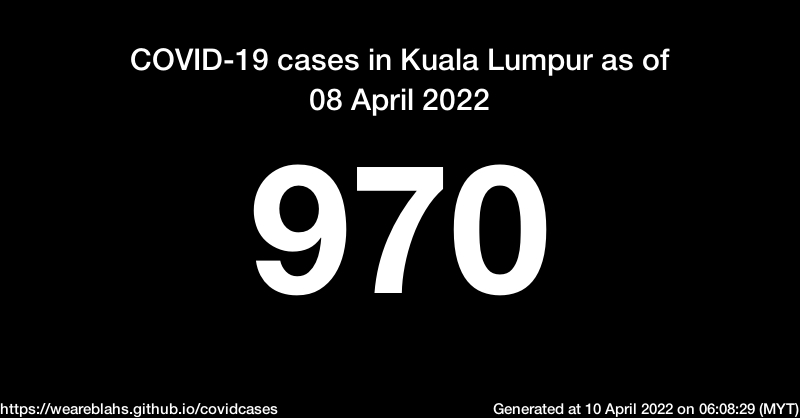 COVID-19 cases in Kuala Lumpur as of
08 April 2022
970
https://weareblahs.github.io/covidcases
Generated at 10 April 2022 on 06:08:29 (MYT)